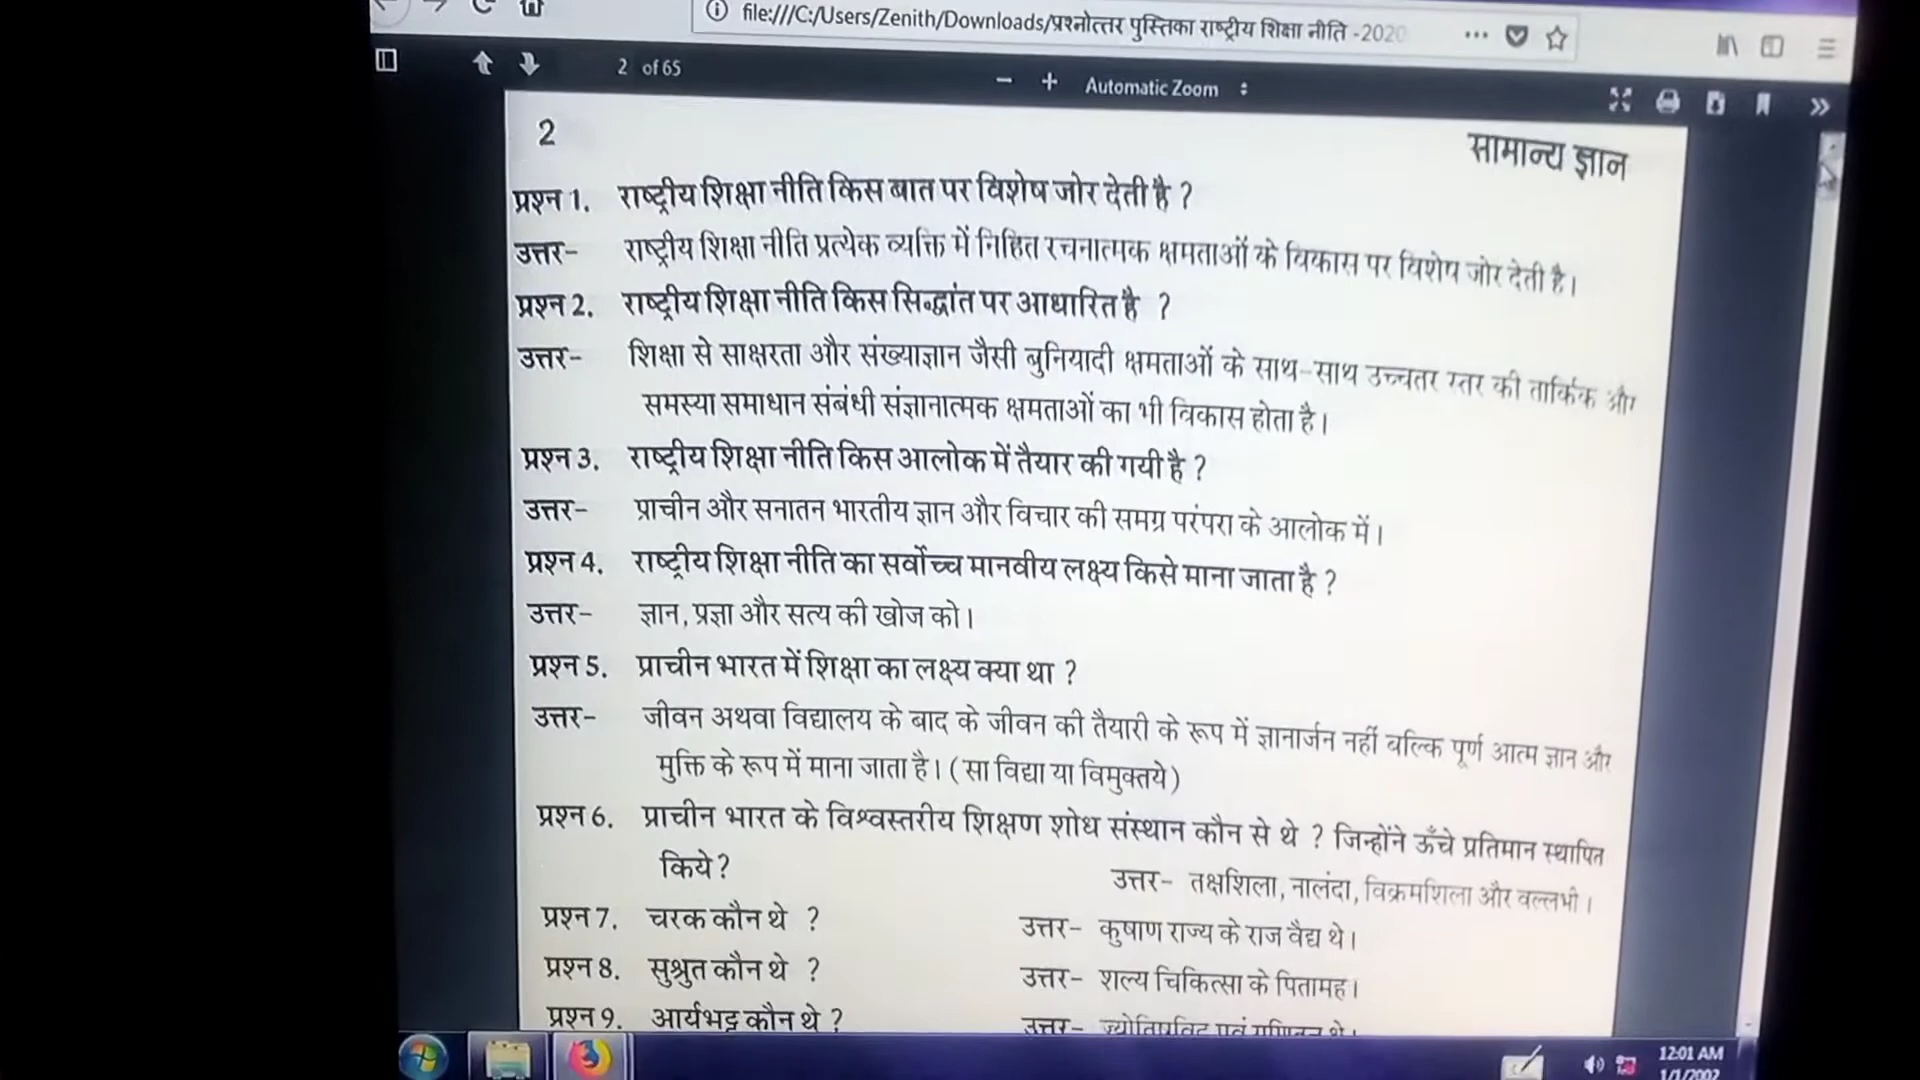 file:///C:/Users/Zenith/Downloads/प्रश्नोत्तर पुस्तिका राष्ट्रीय शिक्षा नीति -2020
2 of 65
Automatic Zoom
2
सामान्य ज्ञान
प्रश्न 1. राष्ट्रीय शिक्षा नीति किस बात पर विशेष जोर देती है ?
उत्तर- राष्ट्रीय शिक्षा नीति प्रत्येक व्यक्ति में निहित रचनात्मक क्षमताओं के विकास पर विशेष जोर देती है।
प्रश्न 2. राष्ट्रीय शिक्षा नीति किस सिद्धांत पर आधारित है ?
उत्तर- शिक्षा से साक्षरता और संख्याज्ञान जैसी बुनियादी क्षमताओं के साथ-साथ उच्चतर स्तर की तार्किक और
समस्या समाधान संबंधी संज्ञानात्मक क्षमताओं का भी विकास होता है।
प्रश्न 3. राष्ट्रीय शिक्षा नीति किस आलोक में तैयार की गयी है ?
उत्तर- प्राचीन और सनातन भारतीय ज्ञान और विचार की समग्र परंपरा के आलोक में।
प्रश्न 4. राष्ट्रीय शिक्षा नीति का सर्वोच्च मानवीय लक्ष्य किसे माना जाता है ?
उत्तर- ज्ञान, प्रज्ञा और सत्य की खोज को।
प्रश्न 5. प्राचीन भारत में शिक्षा का लक्ष्य क्या था ?
उत्तर- जीवन अथवा विद्यालय के बाद के जीवन की तैयारी के रूप में ज्ञानार्जन नहीं बल्कि पूर्ण आत्म ज्ञान और
मुक्ति के रूप में माना जाता है। (सा विद्या या विमुक्तये)
प्रश्न 6. प्राचीन भारत के विश्वस्तरीय शिक्षण शोध संस्थान कौन से थे ? जिन्होंने ऊँचे प्रतिमान स्थापित
किये ? उत्तर- तक्षशिला, नालंदा, विक्रमशिला और वल्लभी।
प्रश्न 7. चरक कौन थे ? उत्तर- कुषाण राज्य के राज वैद्य थे।
प्रश्न 8. सुश्रुत कौन थे ? उत्तर- शल्य चिकित्सा के पितामह।
प्रश्न 9. आर्यभट्ट कौन थे ? उत्तर-
12:01 AM
1/1/2002